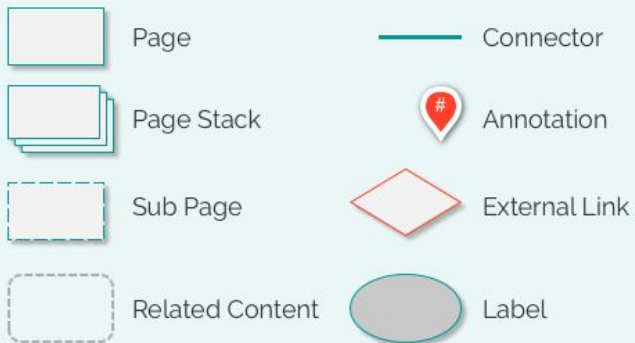 Page
Connector
Page Stack
#
Annotation
Sub Page
External Link
Related Content
Label